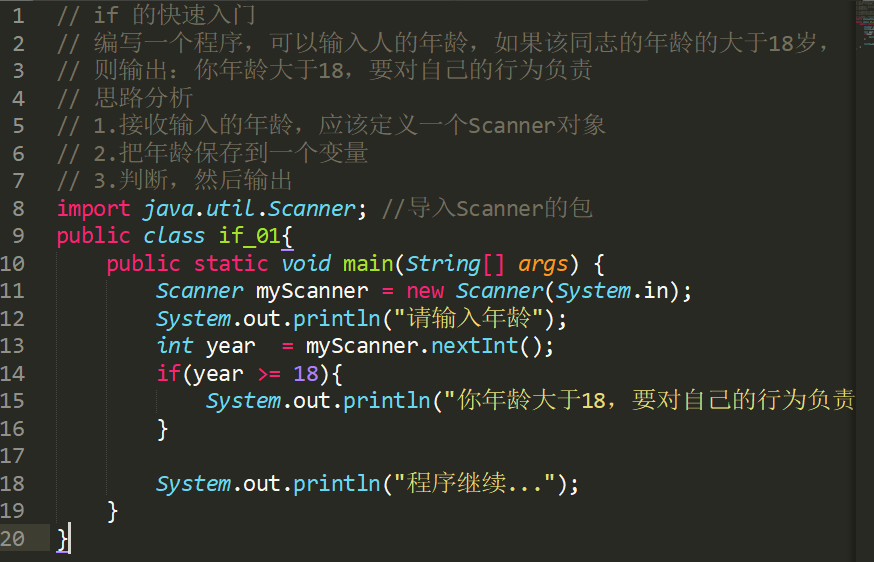 1 // if 的快速入门
2 // 编写一个程序，可以输入人的年龄，如果该同志的年龄的大于18岁，
3 // 则输出：你年龄大于18，要对自己的行为负责
4 // 思路分析
5 // 1.接收输入的年龄，应该定义一个Scanner对象
6 // 2.把年龄保存到一个变量
7 // 3.判断，然后输出
8 import java.util.Scanner; //导入Scanner的包
9 public class if_01{
10 public static void main(String[] args) {
11 Scanner myScanner = new Scanner(System.in);
12 System.out.println("请输入年龄");
13 int year  = myScanner.nextInt();
14 if(year >= 18){
15 System.out.println("你年龄大于18，要对自己的行为负责
16 }
17
18 System.out.println("程序继续...");
19 }
20 }